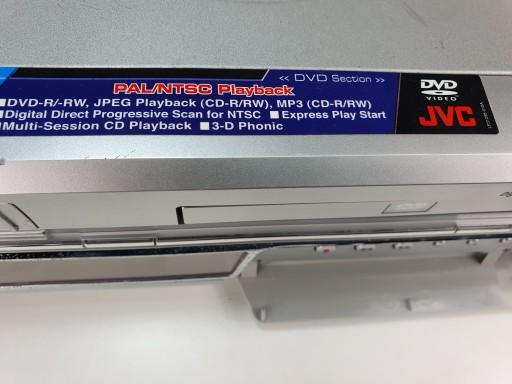 << DVD Section >>
PAL/NTSC Playback
■DVD-R/-RW, JPEG Playback (CD-R/RW), MP3 (CD-R/RW)
■Digital Direct Progressive Scan for NTSC ■Express Play Start
■Multi-Session CD Playback ■3-D Phonic
DVD
VIDEO
JVC